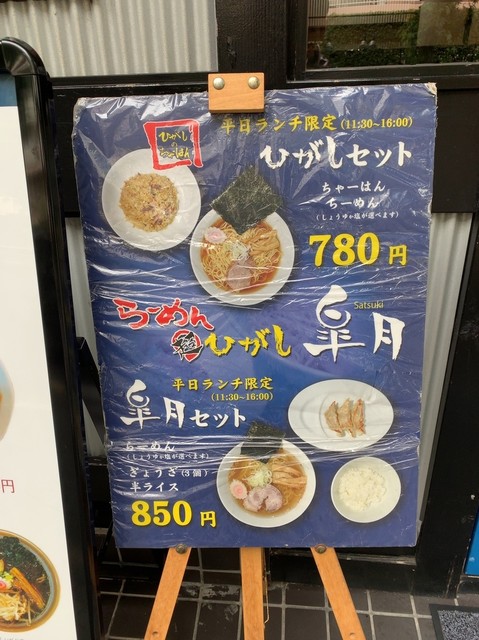 ひがし
ちゃーはん
平日ランチ限定(11:30~16:00)
ひがしセット
ちゃーはん
らーめん
(しょうゆか塩が選べます)
780円
らーめん
ひがし
Satsuki
皐月
平日ランチ限定
(11:30~16:00)
皐月セット
らーめん
(しょうゆか塩が選べます)
ぎょうざ(3個)
半ライス
850円
円